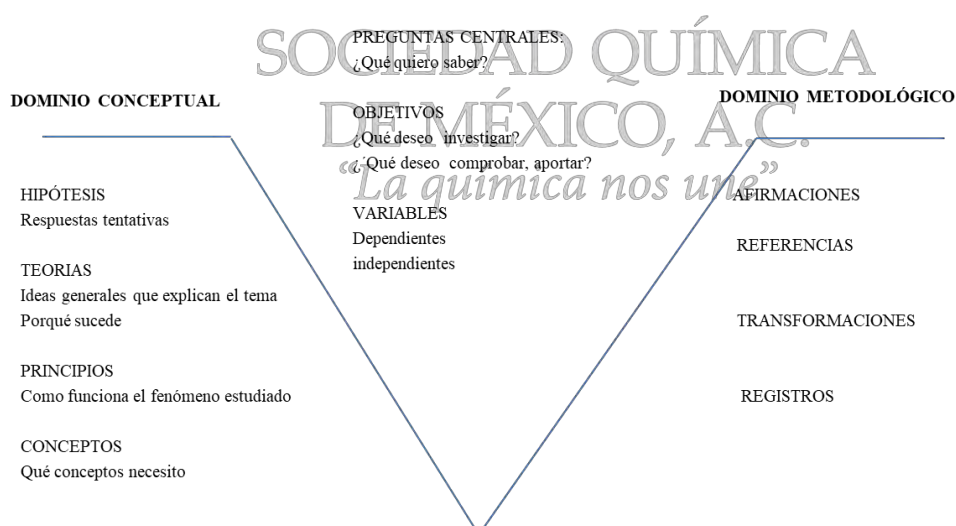 SOCIEDAD QUÍMICA
DE MÉXICO, A.C.
“La química nos une”
PREGUNTAS CENTRALES:
¿Qué quiero saber?
OBJETIVOS
¿Qué deseo investigar?
¿´Qué deseo comprobar, aportar?
VARIABLES
Dependientes
independientes
DOMINIO CONCEPTUAL
HIPÓTESIS
Respuestas tentativas
TEORIAS
Ideas generales que explican el tema
Porqué sucede
PRINCIPIOS
Como funciona el fenómeno estudiado
CONCEPTOS
Qué conceptos necesito
DOMINIO METODOLÓGICO
AFIRMACIONES
REFERENCIAS
TRANSFORMACIONES
REGISTROS